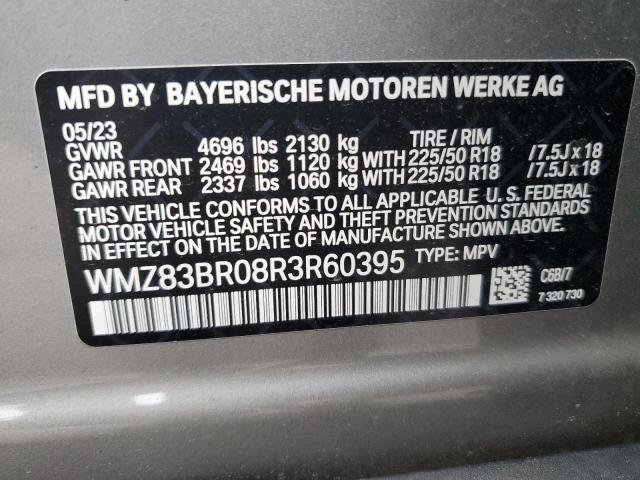 MFD BY BAYERISCHE MOTOREN WERKE AG
05/23 TIRE / RIM
GVWR 4696 lbs 2130 kg
GAWR FRONT 2469 lbs 1120 kg WITH 225/50 R18 /7.5J x 18
GAWR REAR 2337 lbs 1060 kg WITH 225/50 R18 /7.5J x 18
THIS VEHICLE CONFORMS TO ALL APPLICABLE U. S. FEDERAL
MOTOR VEHICLE SAFETY AND THEFT PREVENTION STANDARDS
IN EFFECT ON THE DATE OF MANUFACTURE SHOWN ABOVE.
WMZ83BR08R3R60395 TYPE: MPV
C6B/7
7 320 730